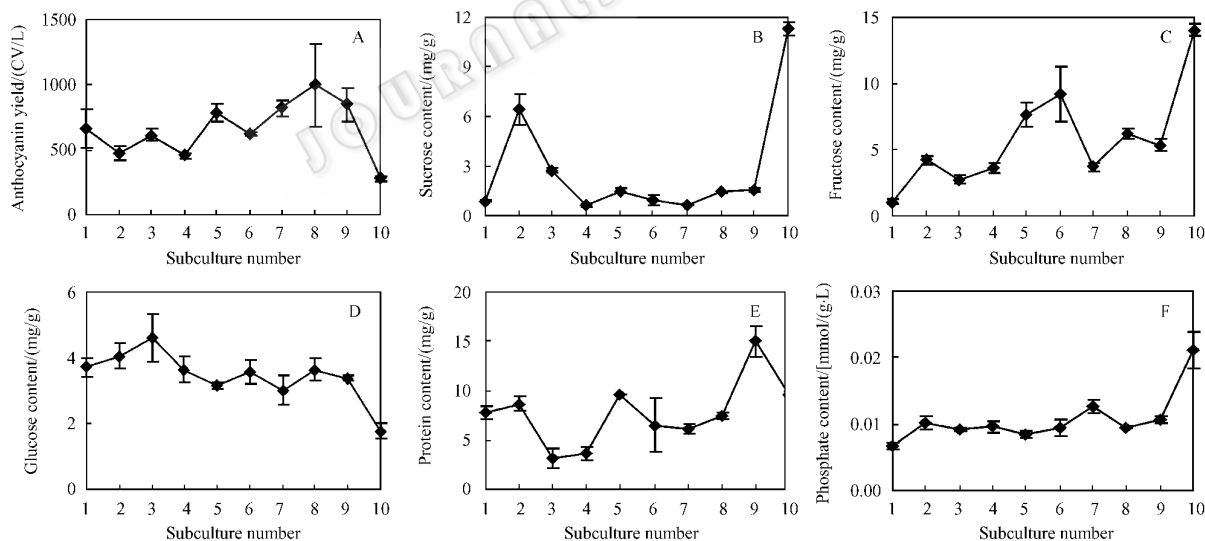 1500
1000
500
0
Anthocyanin yield/(CV/L)
A
1 2 3 4 5 6 7 8 9 10
Subculture number
12
9
6
3
0
Sucrose content/(mg/g)
B
1 2 3 4 5 6 7 8 9 10
Subculture number
15
10
5
0
Fructose content/(mg/g)
C
1 2 3 4 5 6 7 8 9 10
Subculture number
6
4
2
0
Glucose content/(mg/g)
D
1 2 3 4 5 6 7 8 9 10
Subculture number
20
15
10
5
0
Protein content/(mg/g)
E
1 2 3 4 5 6 7 8 9 10
Subculture number
0.03
0.02
0.01
0.00
Phosphate content/[mmol/(g·L)
F
1 2 3 4 5 6 7 8 9 10
Subculture number